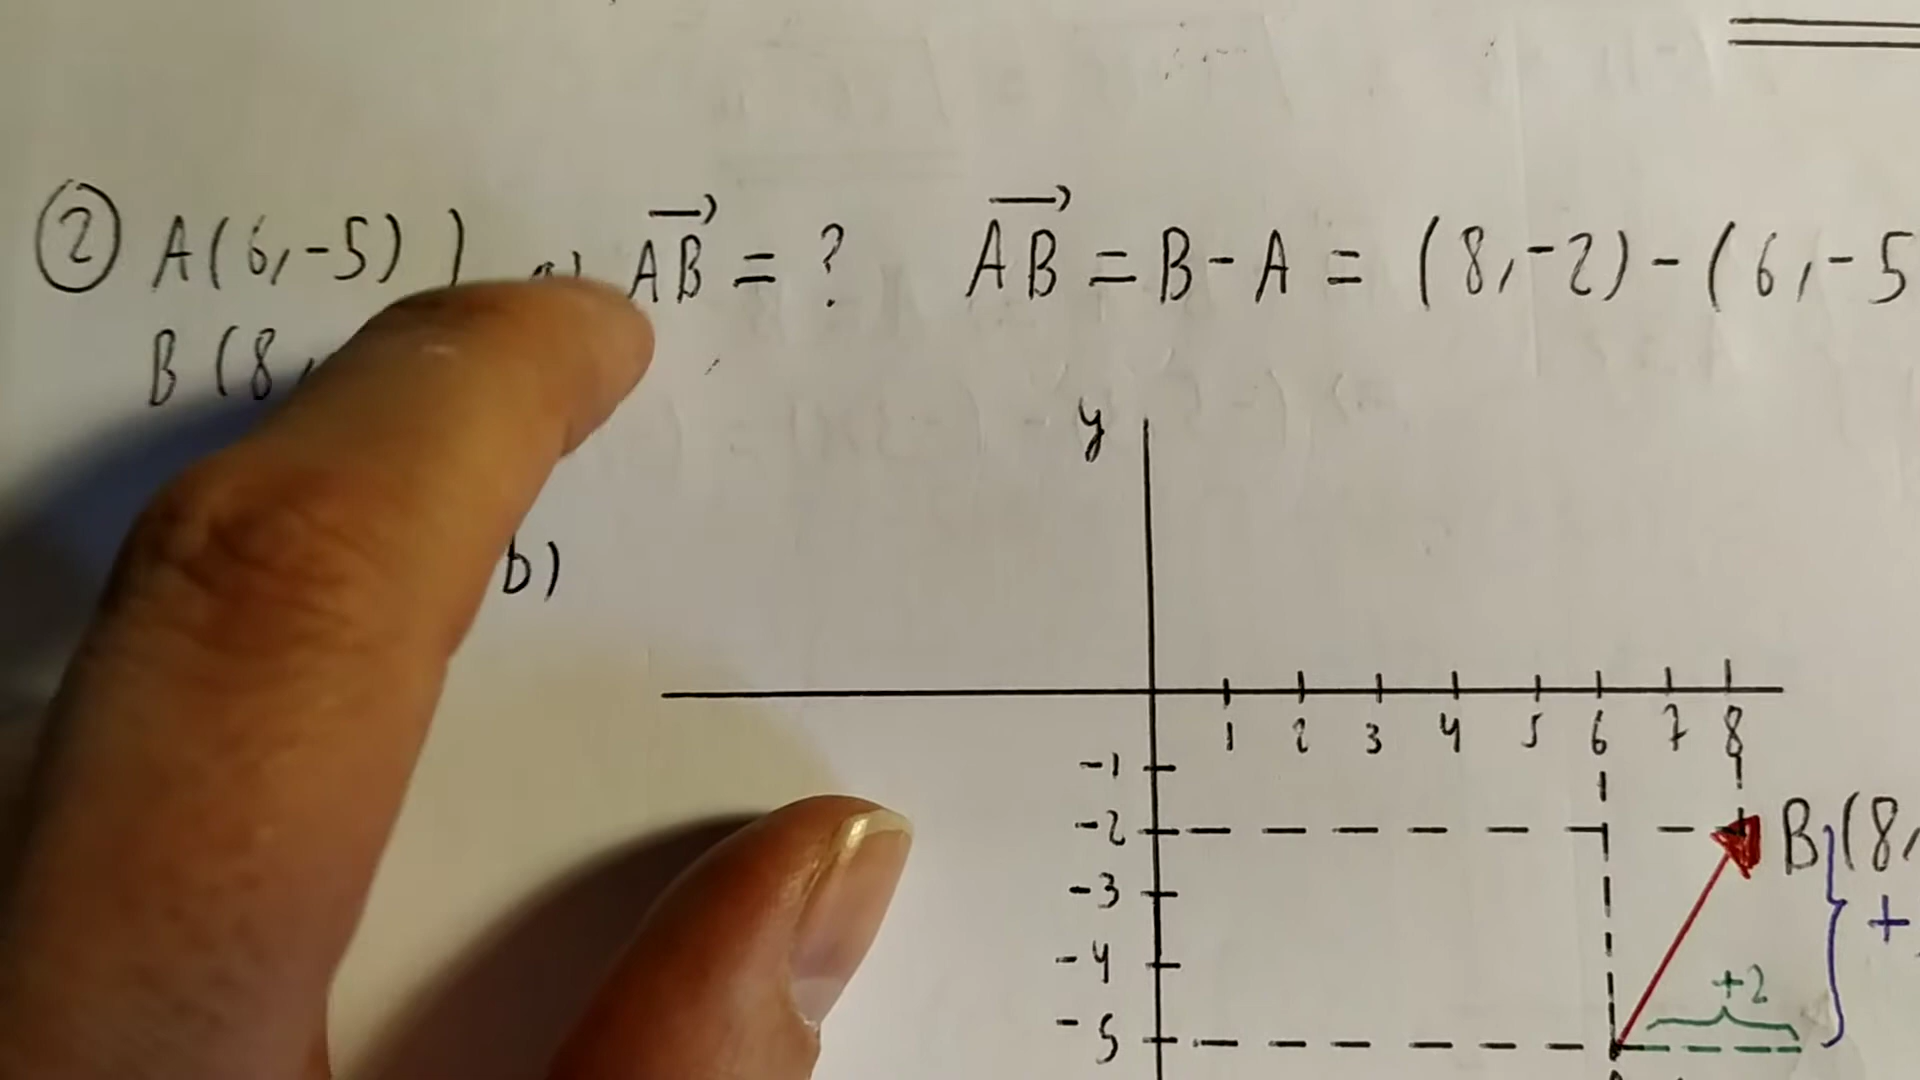 ② A(6,-5) ) a) AB = ? AB = B - A = (8,-2) - (6,-5
B (8,
y
b)
1 2 3 4 5 6 7 8
-1
-2 B (8,
-3
+
-4
+2
-5